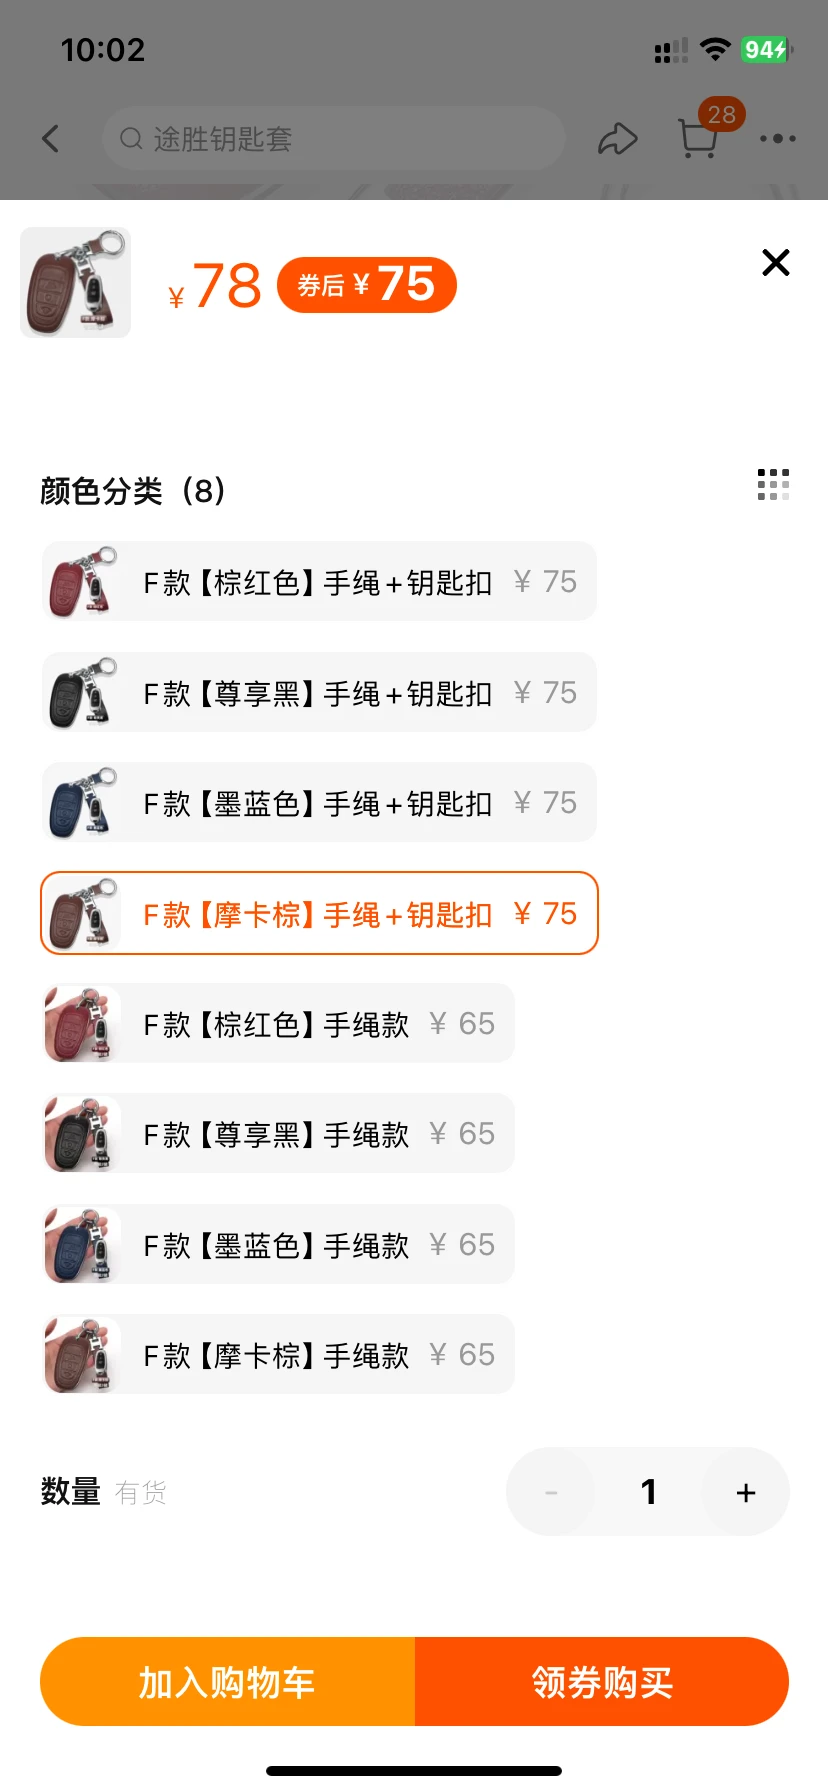 10:02
94
途胜钥匙套
28
¥78 券后 ¥75
颜色分类（8）
F款【棕红色】手绳+钥匙扣 ¥ 75
F款【尊享黑】手绳+钥匙扣 ¥ 75
F款【墨蓝色】手绳+钥匙扣 ¥ 75
F款【摩卡棕】手绳+钥匙扣 ¥ 75
F款【棕红色】手绳款 ¥ 65
F款【尊享黑】手绳款 ¥ 65
F款【墨蓝色】手绳款 ¥ 65
F款【摩卡棕】手绳款 ¥ 65
数量 有货 - 1 +
加入购物车 领券购买